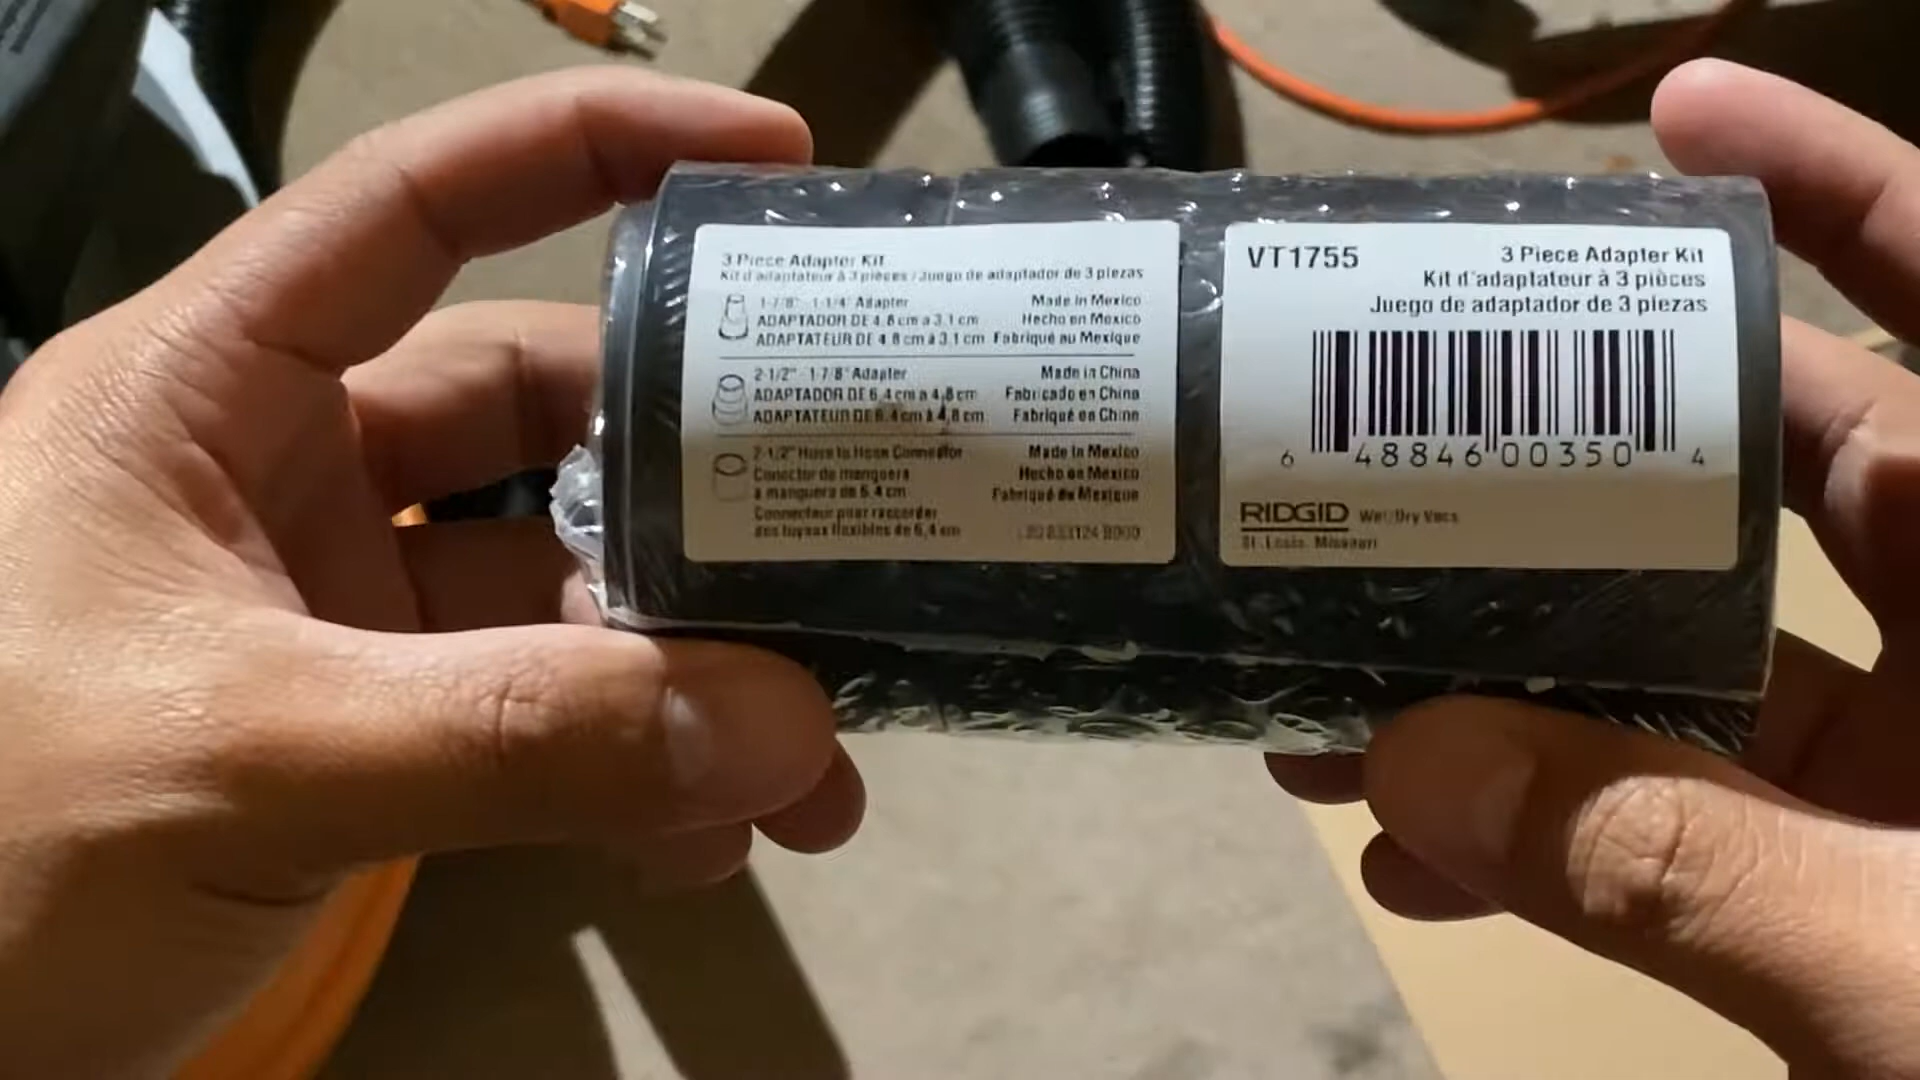 3 Piece Adapter Kit
Kit d'adaptateur à 3 pièces / Juego de adaptador de 3 piezas
1-7/8" - 1-1/4" Adapter
Made in Mexico
ADAPTADOR DE 4,8 cm a 3,1 cm
Hecho en Mexico
ADAPTATEUR DE 4,8 cm à 3,1 cm
Fabriqué au Mexique
2-1/2" - 1-7/8" Adapter
Made in China
ADAPTADOR DE 6,4 cm a 4,8 cm
Fabricado en China
ADAPTATEUR DE 6,4 cm à 4,8 cm
Fabriqué en Chine
2-1/2" Hose to Hose Connector
Made in Mexico
Conector de manguera
Hecho en Mexico
a manguera de 6,4 cm
Fabriqué au Mexique
Connecteur pour raccorder
des tuyaux flexibles de 6,4 cm
VT1755
3 Piece Adapter Kit
Kit d'adaptateur à 3 pièces
Juego de adaptador de 3 piezas
6 48846 00350 4
RIDGID Wet/Dry Vacs
St. Louis, Missouri